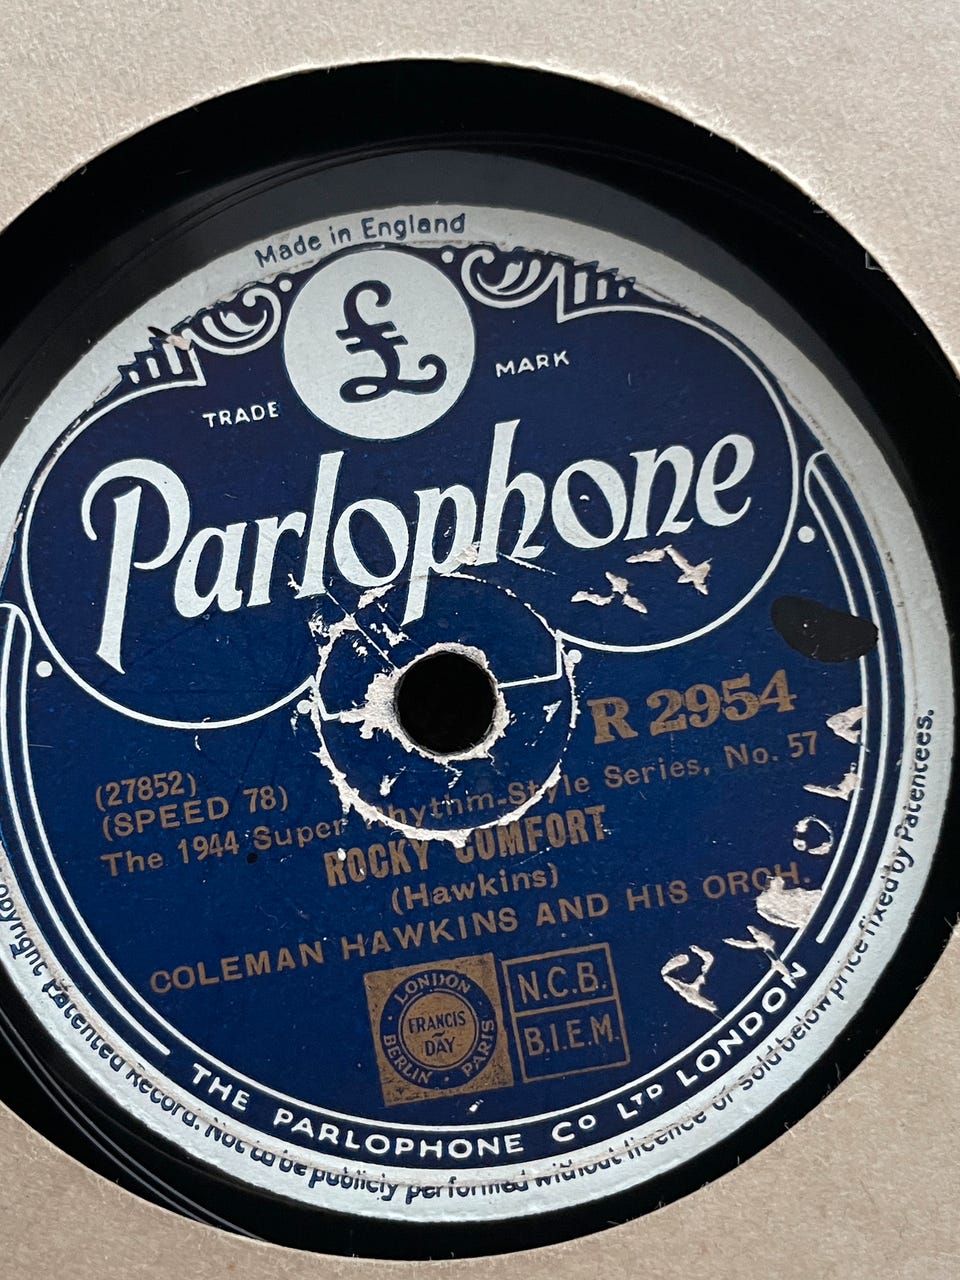 Made in England
£
TRADE MARK
Parlophone
R 2954
(27852)
(SPEED 78)
The 1944 Super Rhythm-Style Series, No. 57
ROCKY COMFORT
(Hawkins)
COLEMAN HAWKINS AND HIS ORCH.
LONDON
FRANCIS
DAY
BERLIN · PARIS
N.C.B.
B.I.E.M.
THE PARLOPHONE CO LTD LONDON
Copyright Patented Record. Not to be publicly performed without licence or sold below price fixed by Patentees.